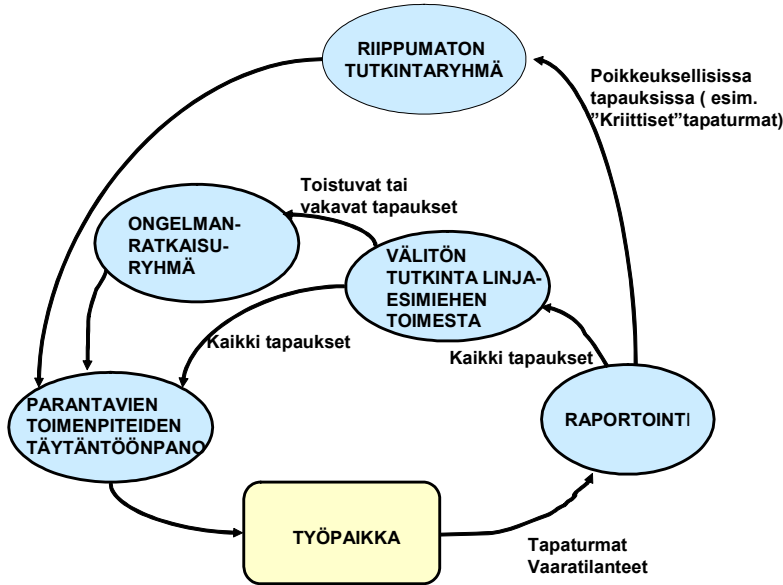 RIIPPUMATON
TUTKINTARYHMÄ
Poikkeuksellisissa
tapauksissa ( esim.
”Kriittiset”tapaturmat)
Toistuvat tai
vakavat tapaukset
ONGELMAN-
RATKAISU-
RYHMÄ
VÄLITÖN
TUTKINTA LINJA-
ESIMIEHEN
TOIMESTA
Kaikki tapaukset
Kaikki tapaukset
PARANTAVIEN
TOIMENPITEIDEN
TÄYTÄNTÖÖNPANO
RAPORTOINTI
TYÖPAIKKA
Tapaturmat
Vaaratilanteet